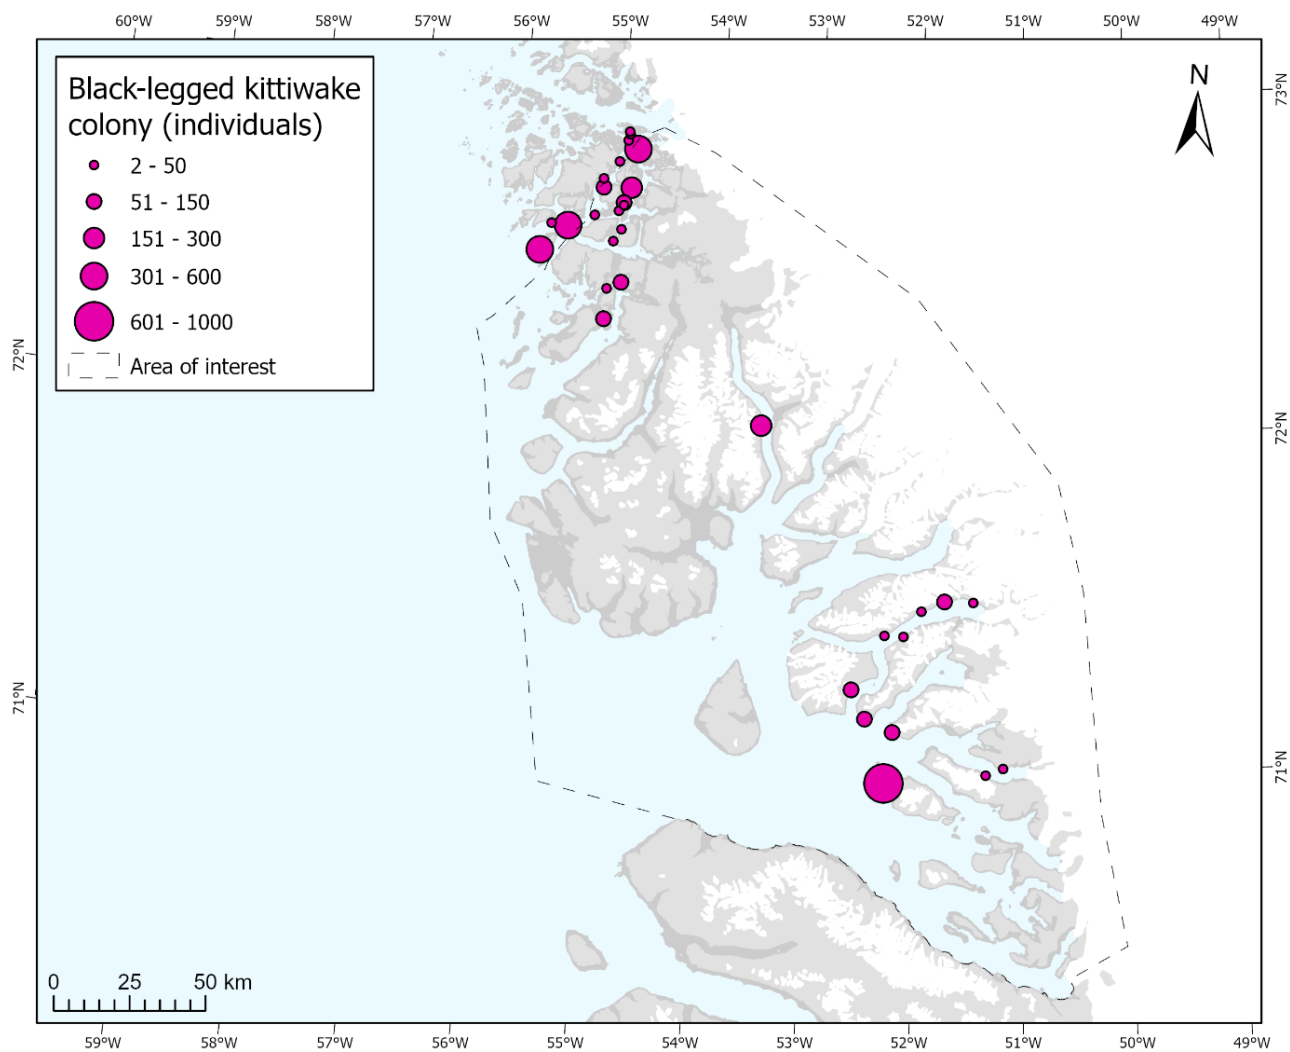 60°W 59°W 58°W 57°W 56°W 55°W 54°W 53°W 52°W 51°W 50°W 49°W
Black-legged kittiwake
colony (individuals)
2 - 50
51 - 150
151 - 300
301 - 600
601 - 1000
Area of interest
N
73°N
72°N
72°N
71°N
71°N
0 25 50 km
59°W 58°W 57°W 56°W 55°W 54°W 53°W 52°W 51°W 50°W 49°W